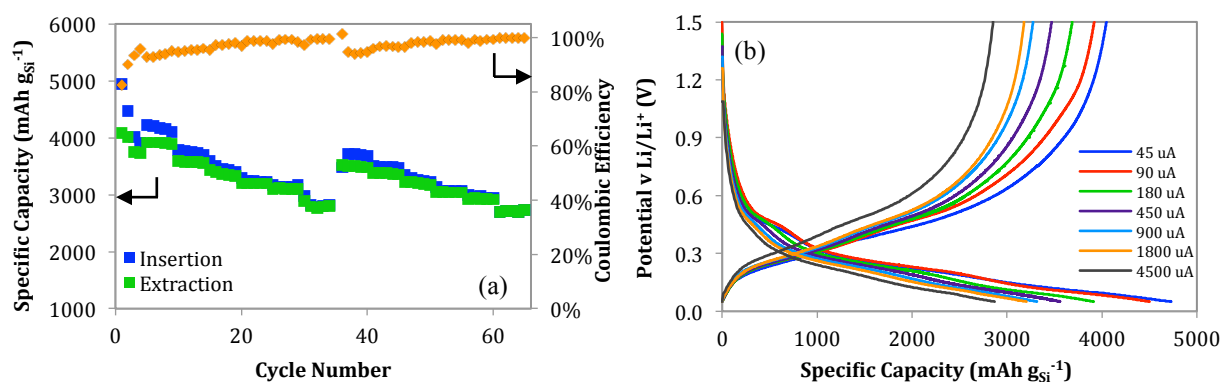 6000
5000
4000
3000
2000
1000
100%
80%
60%
40%
20%
0%
0
20
40
60
Specific Capacity (mAh gSi-1)
Coulombic Efficiency
Insertion
Extraction
(a)
Cycle Number
(b)
1.5
1.2
0.9
0.6
0.3
0.0
Potential v Li/Li+ (V)
45 uA
90 uA
180 uA
450 uA
900 uA
1800 uA
4500 uA
0
1000
2000
3000
4000
5000
Specific Capacity (mAh gSi-1)